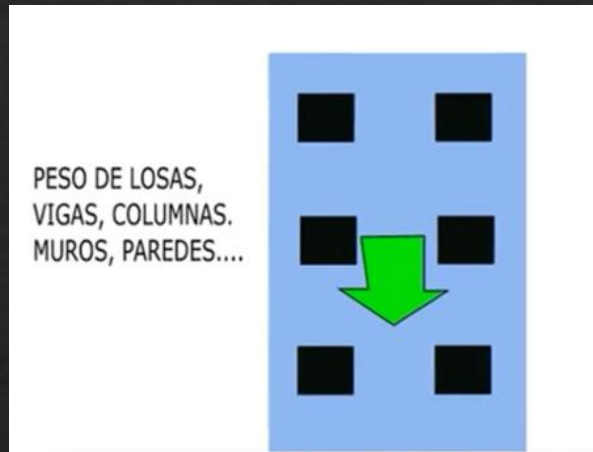 PESO DE LOSAS,
VIGAS, COLUMNAS.
MUROS, PAREDES....